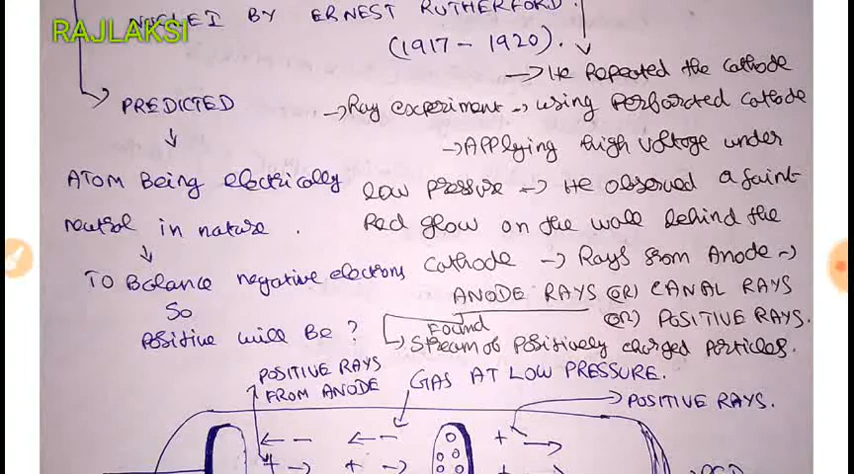 RAJLAKSI
NUCLEI BY ERNEST RUTHERFORD.
(1917 - 1920).
PREDICTED
ATOM Being electrically
neutral in nature.
TO Balance negative electrons
So
Positive will Be ?
→ He Repeated the Cathode
→ Ray experiment → using Perforated Cathode
→ Applying high voltage under
low pressure → He observed a faint
Red glow on the wall behind the
Cathode → Rays from Anode →
ANODE RAYS (OR) CANAL RAYS
(OR) POSITIVE RAYS.
Found
Stream of Positively charged Particles.
POSITIVE RAYS
FROM ANODE
GAS AT LOW PRESSURE.
POSITIVE RAYS.
+
+ +